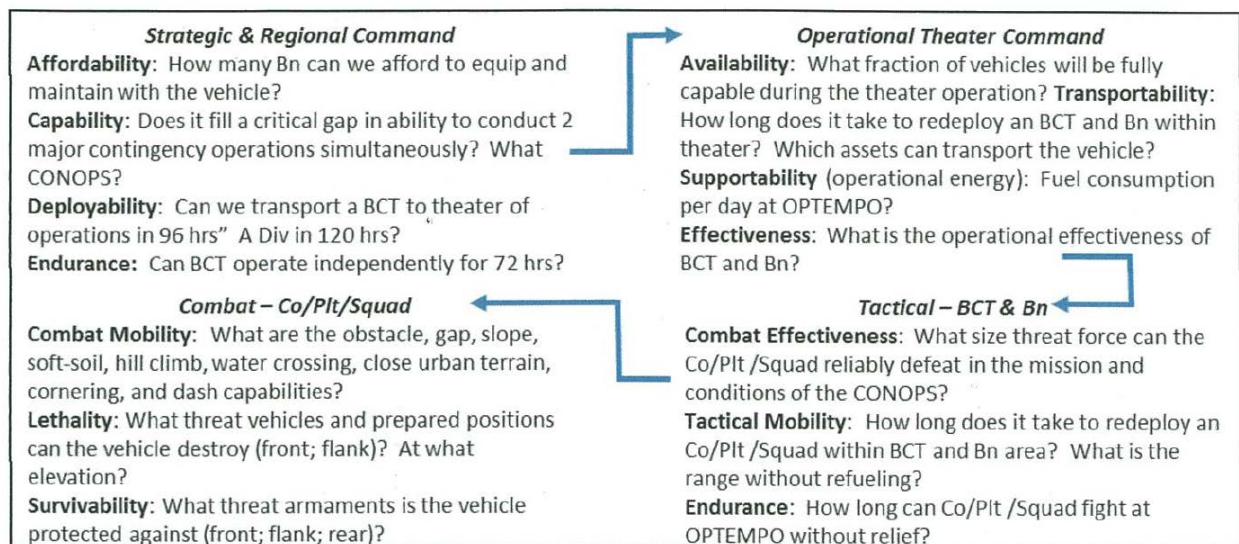 Strategic & Regional Command
Affordability: How many Bn can we afford to equip and
maintain with the vehicle?
Capability: Does it fill a critical gap in ability to conduct 2
major contingency operations simultaneously? What
CONOPS?
Deployability: Can we transport a BCT to theater of
operations in 96 hrs” A Div in 120 hrs?
Endurance: Can BCT operate independently for 72 hrs?
Operational Theater Command
Availability: What fraction of vehicles will be fully
capable during the theater operation? Transportability:
How long does it take to redeploy an BCT and Bn within
theater? Which assets can transport the vehicle?
Supportability (operational energy): Fuel consumption
per day at OPTEMPO?
Effectiveness: What is the operational effectiveness of
BCT and Bn?
Tactical – BCT & Bn
Combat Effectiveness: What size threat force can the
Co/Plt /Squad reliably defeat in the mission and
conditions of the CONOPS?
Tactical Mobility: How long does it take to redeploy an
Co/Plt /Squad within BCT and Bn area? What is the
range without refueling?
Endurance: How long can Co/Plt /Squad fight at
OPTEMPO without relief?
Combat – Co/Plt/Squad
Combat Mobility: What are the obstacle, gap, slope,
soft-soil, hill climb, water crossing, close urban terrain,
cornering, and dash capabilities?
Lethality: What threat vehicles and prepared positions
can the vehicle destroy (front; flank)? At what
elevation?
Survivability: What threat armaments is the vehicle
protected against (front; flank; rear)?